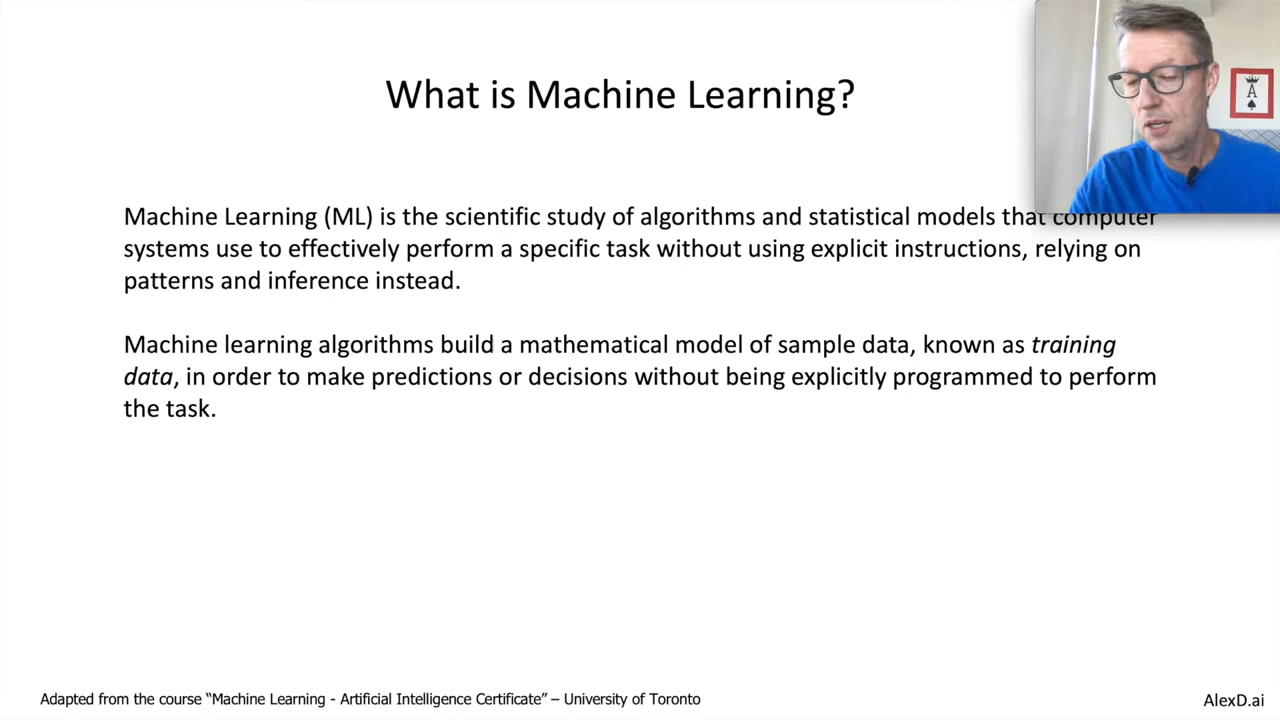 What is Machine Learning?
Machine Learning (ML) is the scientific study of algorithms and statistical models that computer
systems use to effectively perform a specific task without using explicit instructions, relying on
patterns and inference instead.
Machine learning algorithms build a mathematical model of sample data, known as training
data, in order to make predictions or decisions without being explicitly programmed to perform
the task.
Adapted from the course “Machine Learning - Artificial Intelligence Certificate” – University of Toronto
AlexD.ai
A